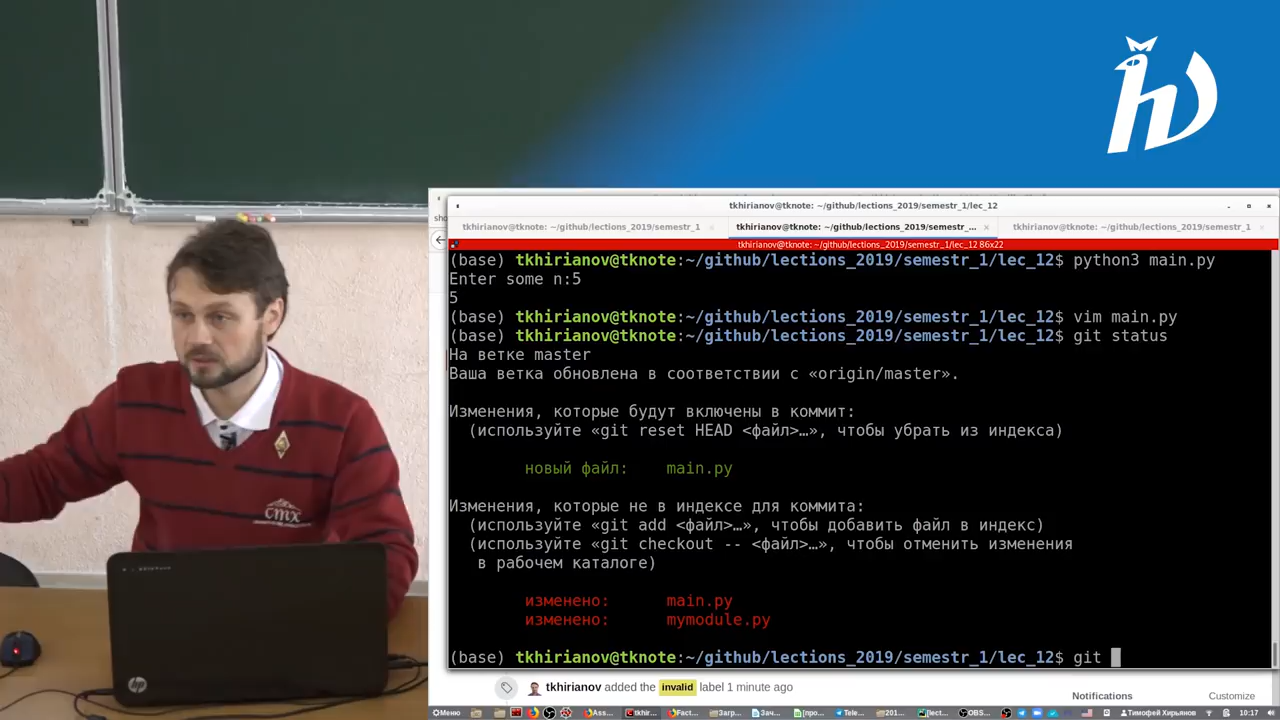 tkhirianov: ~/github/lections_2019/semestr_1/lec_12
tkhirianov: ~/github/lections_2019/semestr_1
tkhirianov: ~/github/lections_2019/semestr_...
tkhirianov: ~/github/lections_2019/semestr_1
tkhirianov: ~/github/lections_2019/semestr_1/lec_12 86x22
(base) tkhirianov@tknote:~/github/lections_2019/semestr_1/lec_12$ python3 main.py
Enter some n:5
5
(base) tkhirianov@tknote:~/github/lections_2019/semestr_1/lec_12$ vim main.py
(base) tkhirianov@tknote:~/github/lections_2019/semestr_1/lec_12$ git status
На ветке master
Ваша ветка обновлена в соответствии с «origin/master».
Изменения, которые будут включены в коммит:
(используйте «git reset HEAD <файл>…», чтобы убрать из индекса)
новый файл: main.py
Изменения, которые не в индексе для коммита:
(используйте «git add <файл>…», чтобы добавить файл в индекс)
(используйте «git checkout -- <файл>…», чтобы отменить изменения
в рабочем каталоге)
изменено: main.py
изменено: mymodule.py
(base) tkhirianov@tknote:~/github/lections_2019/semestr_1/lec_12$ git
tkhirianov added the invalid label 1 minute ago
Notifications
Customize
Меню
Тимофей Хирьянов
10:17
смх
hp